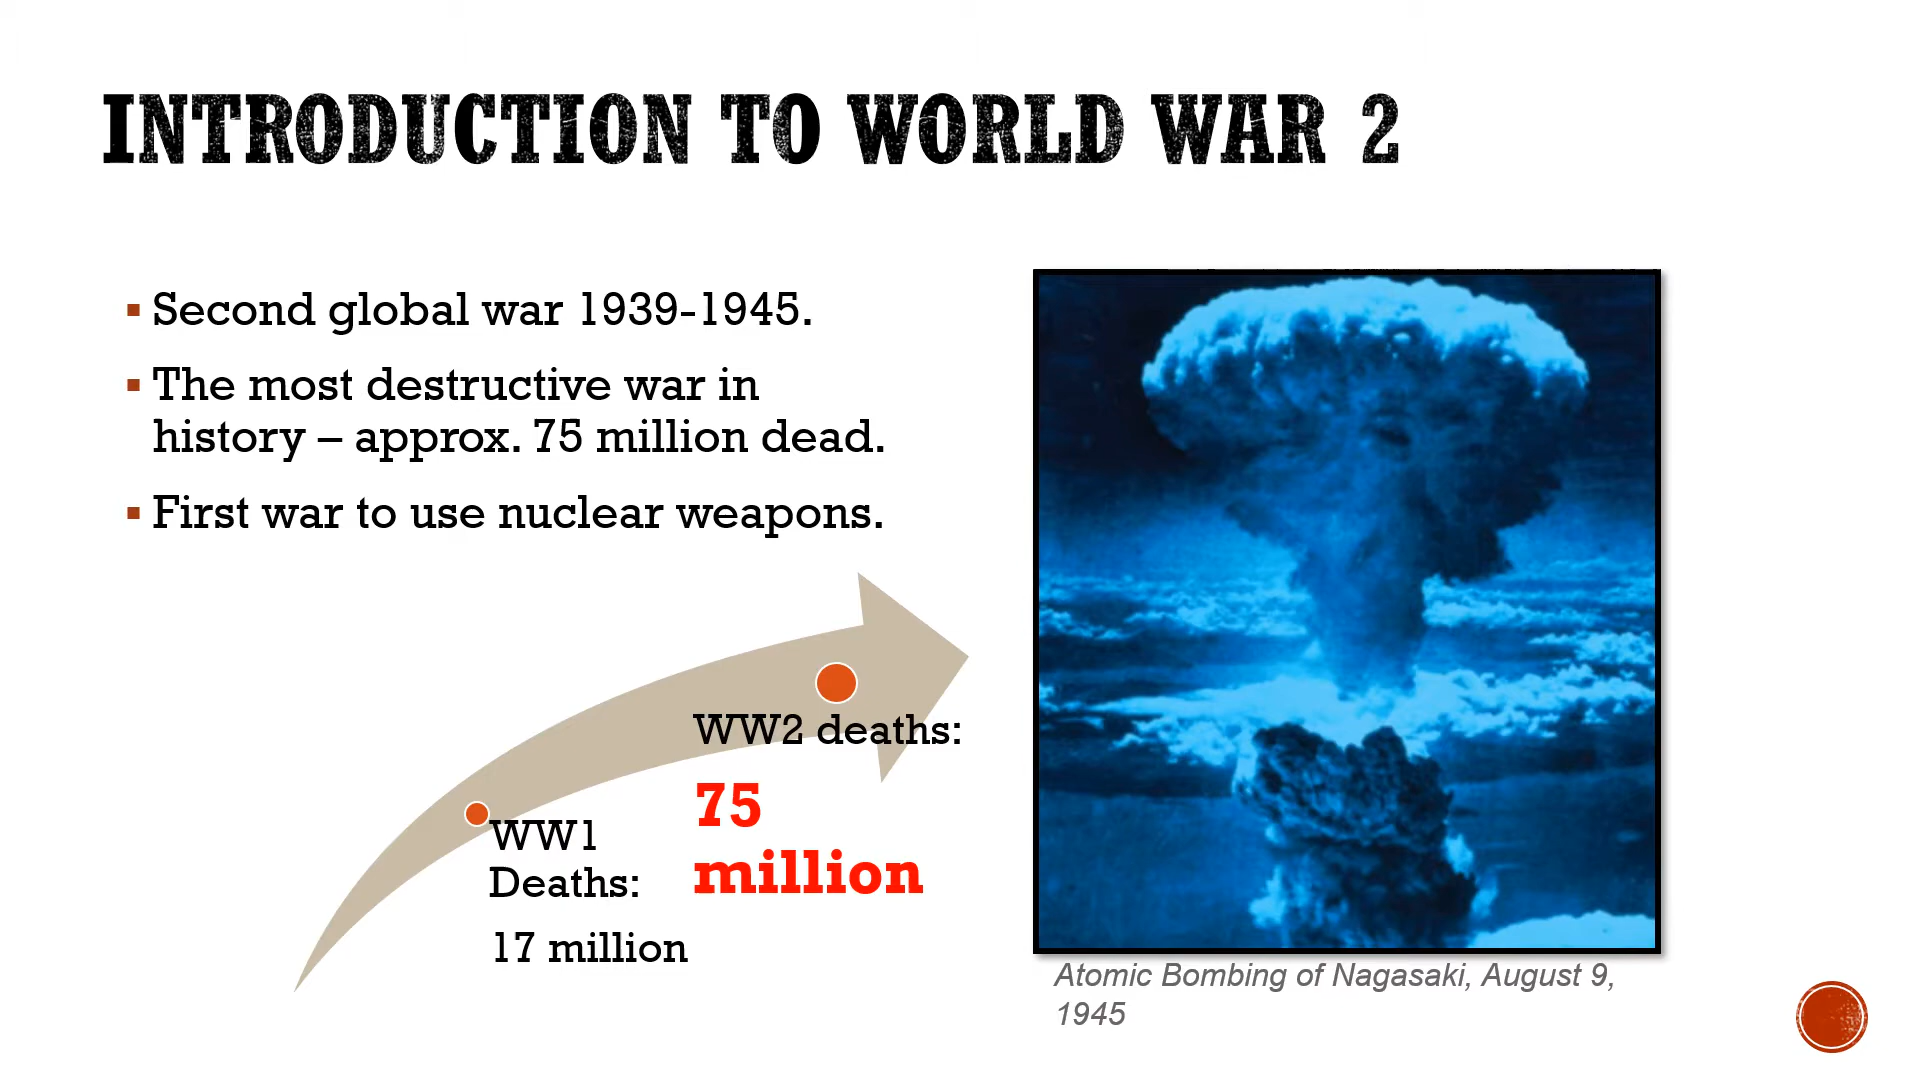 INTRODUCTION TO WORLD WAR 2
Second global war 1939-1945.
The most destructive war in
history – approx. 75 million dead.
First war to use nuclear weapons.
WW1
Deaths:
17 million
WW2 deaths:
75
million
Atomic Bombing of Nagasaki, August 9,
1945